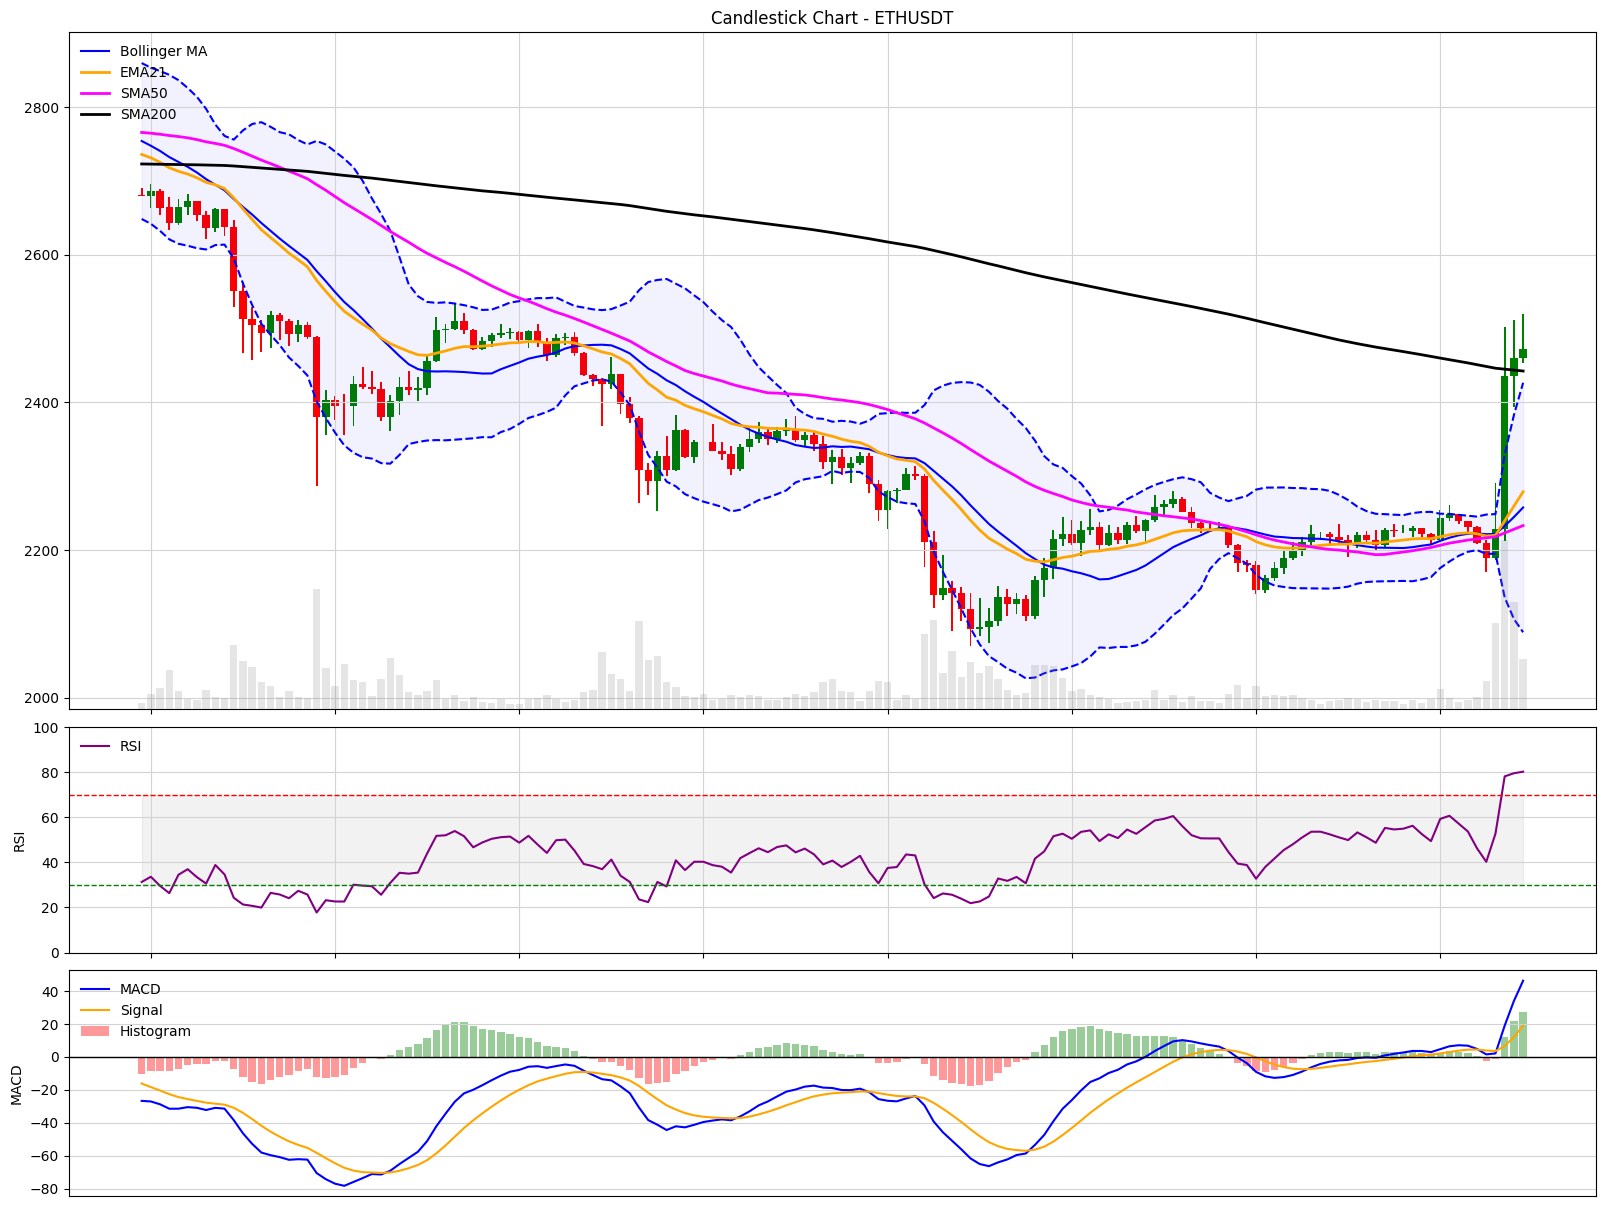 Candlestick Chart - ETHUSDT
Bollinger MA
EMA21
SMA50
SMA200
2800
2600
2400
2200
2000
100
80
60
40
20
0
RSI
RSI
40
20
0
−20
−40
−60
−80
MACD
MACD
Signal
Histogram